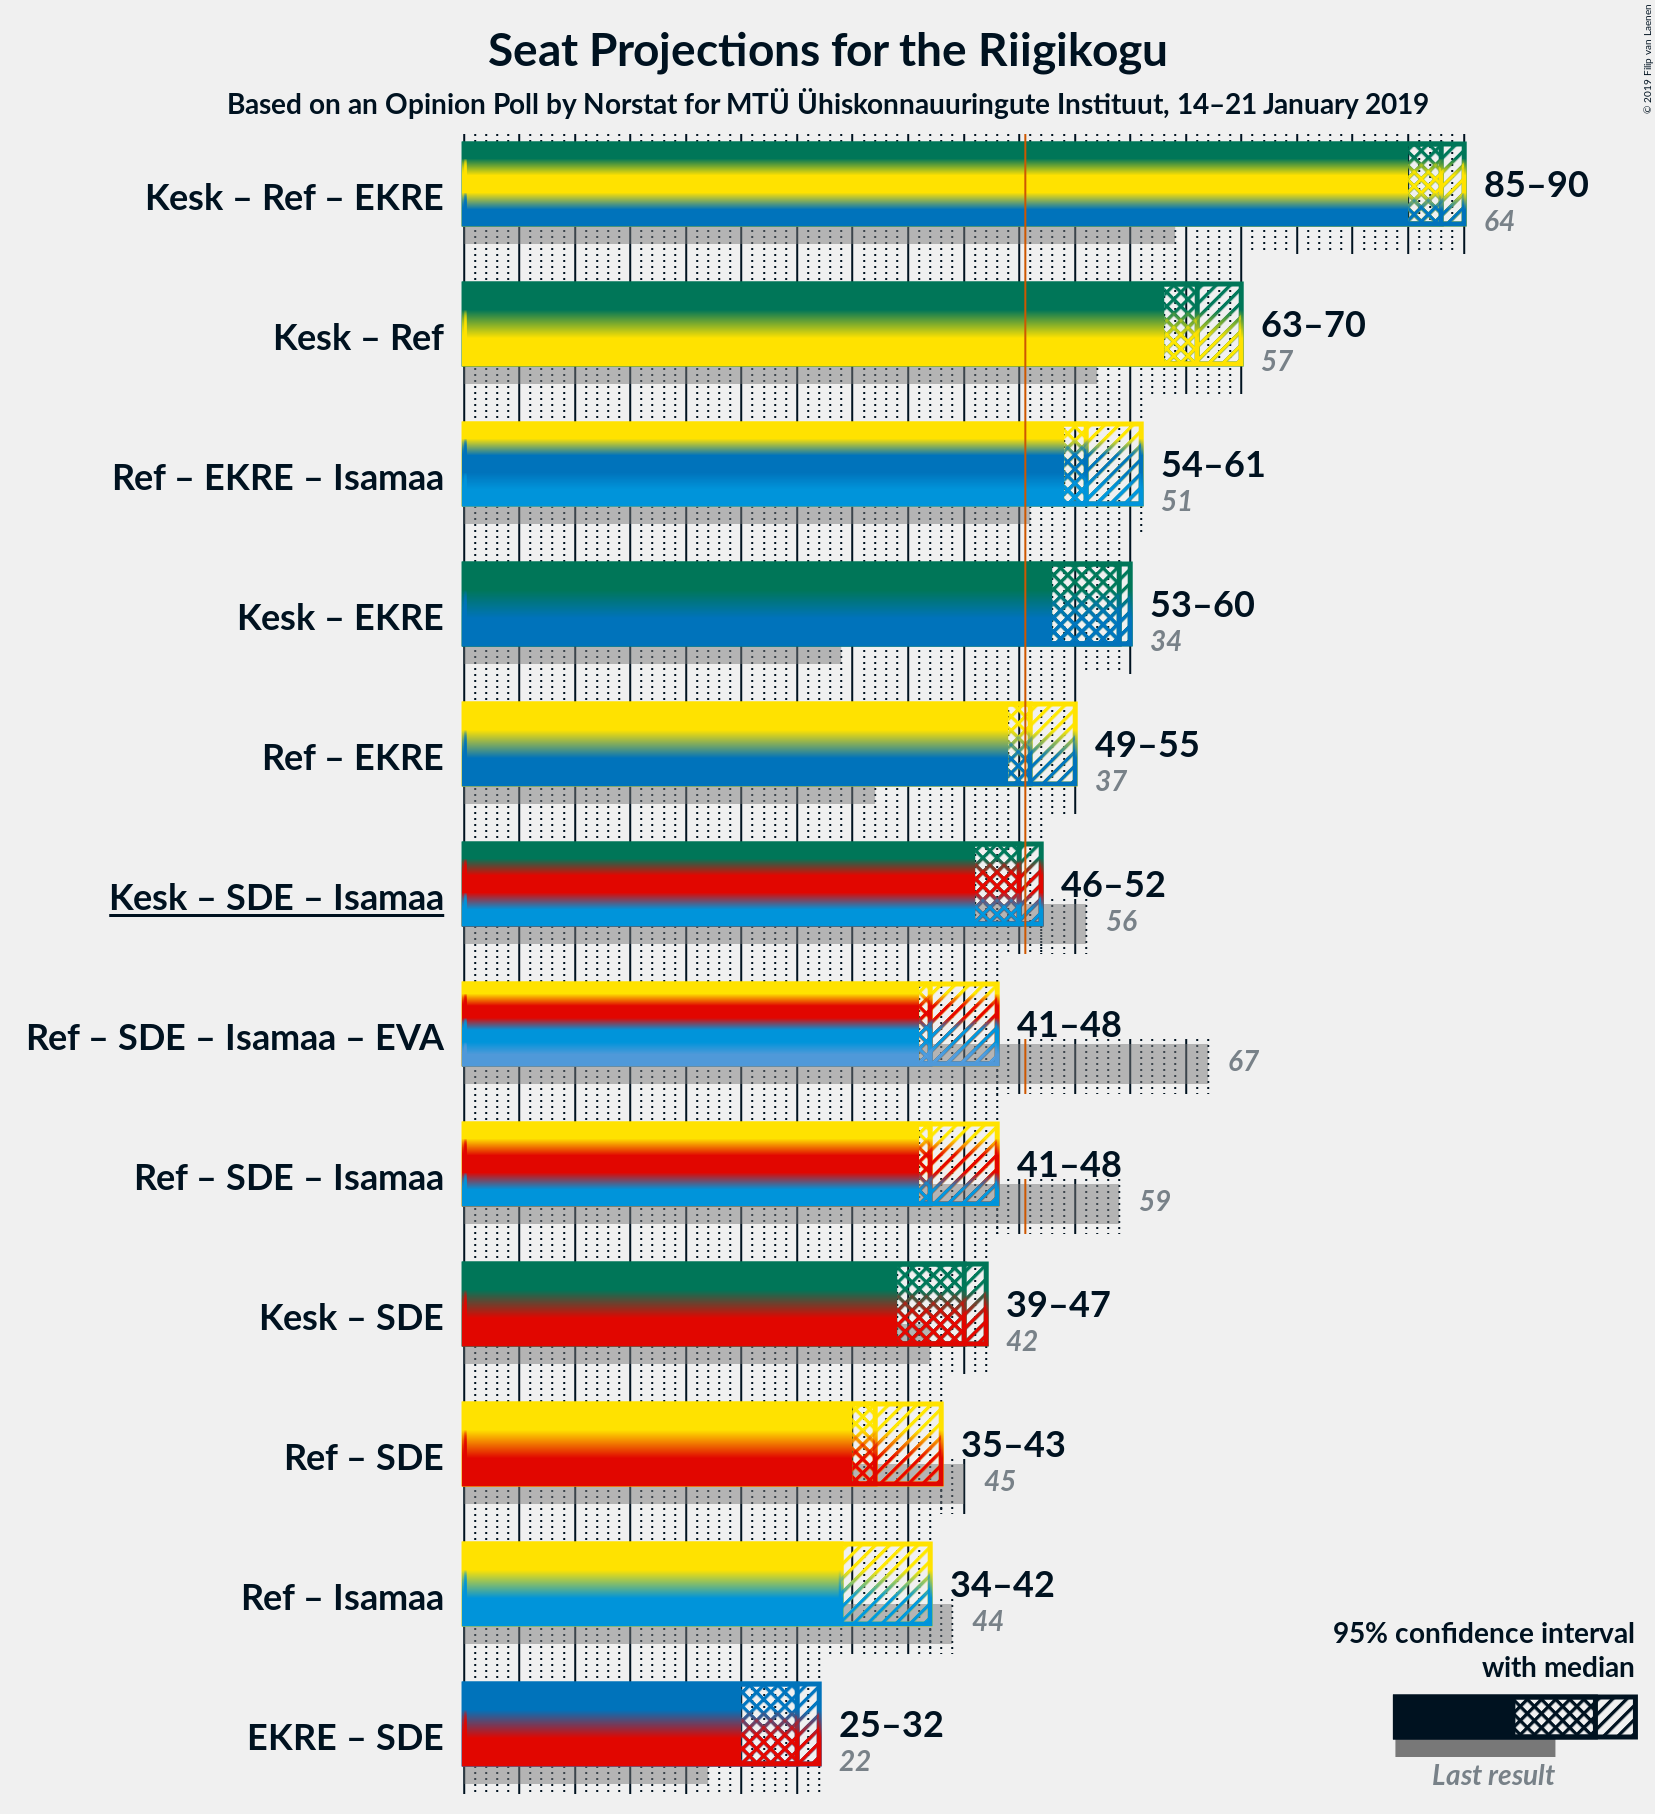 Seat Projections for the Riigikogu
Based on an Opinion Poll by Norstat for MTÜ Ühiskonnauuringute Instituut, 14–21 January 2019
© 2019 Filip van Laenen
Kesk – Ref – EKRE
85–90
64
Kesk – Ref
63–70
57
Ref – EKRE – Isamaa
54–61
51
Kesk – EKRE
53–60
34
Ref – EKRE
49–55
37
Kesk – SDE – Isamaa
46–52
56
Ref – SDE – Isamaa – EVA
41–48
67
Ref – SDE – Isamaa
41–48
59
Kesk – SDE
39–47
42
Ref – SDE
35–43
45
Ref – Isamaa
34–42
44
EKRE – SDE
25–32
22
95% confidence interval
with median
Last result